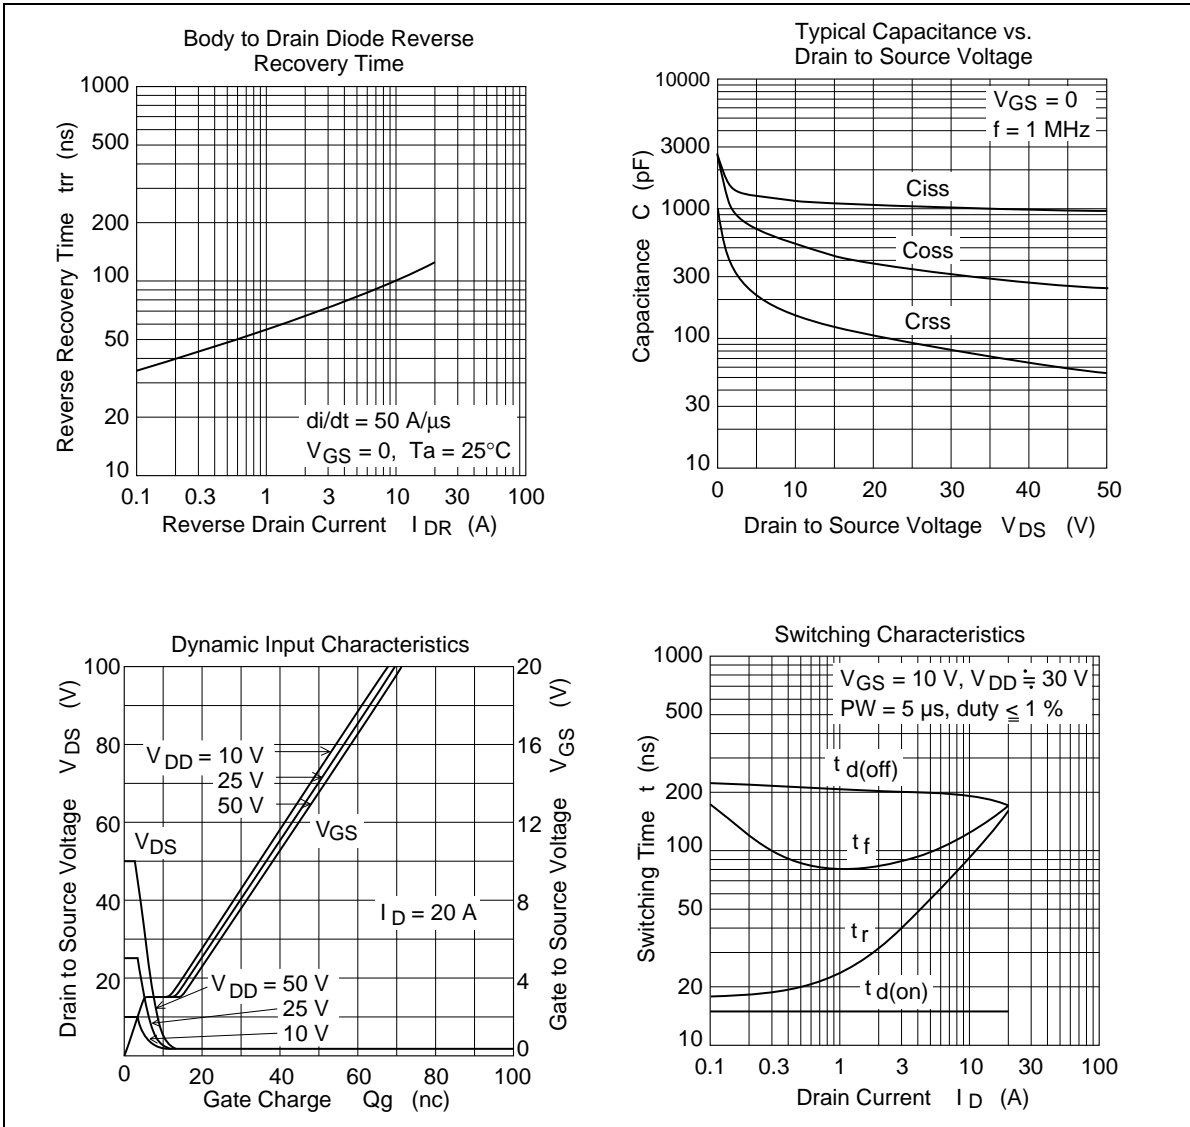 Body to Drain Diode Reverse
Recovery Time
1000
500
200
100
50
20
10
Reverse Recovery Time trr (ns)
di/dt = 50 A/μs
VGS = 0, Ta = 25°C
0.1 0.3 1 3 10 30 100
Reverse Drain Current I DR (A)
Typical Capacitance vs.
Drain to Source Voltage
10000
3000
1000
300
100
30
10
Capacitance C (pF)
VGS = 0
f = 1 MHz
Ciss
Coss
Crss
0 10 20 30 40 50
Drain to Source Voltage VDS (V)
Dynamic Input Characteristics
100
80
60
40
20
Drain to Source Voltage VDS (V)
20
16
12
8
4
0
Gate to Source Voltage VGS (V)
VDD = 10 V
25 V
50 V
VGS
VDS
I D = 20 A
VDD = 50 V
25 V
10 V
0 20 40 60 80 100
Gate Charge Qg (nc)
Switching Characteristics
1000
500
200
100
50
20
10
Switching Time t (ns)
VGS = 10 V, VDD ≒ 30 V
PW = 5 μs, duty ≦ 1 %
t d(off)
t f
t r
t d(on)
0.1 0.3 1 3 10 30 100
Drain Current I D (A)